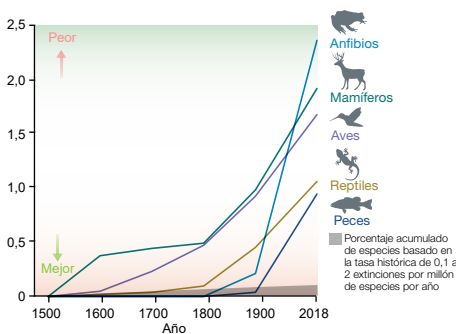 2,5
2,0
1,5
1,0
0,5
0
Peor
Mejor
1500 1600 1700 1800 1900 2018
Año
Anfibios
Mamíferos
Aves
Reptiles
Peces
Porcentaje acumulado
de especies basado en
la tasa histórica de 0,1 a
2 extinciones por millón
de especies por año